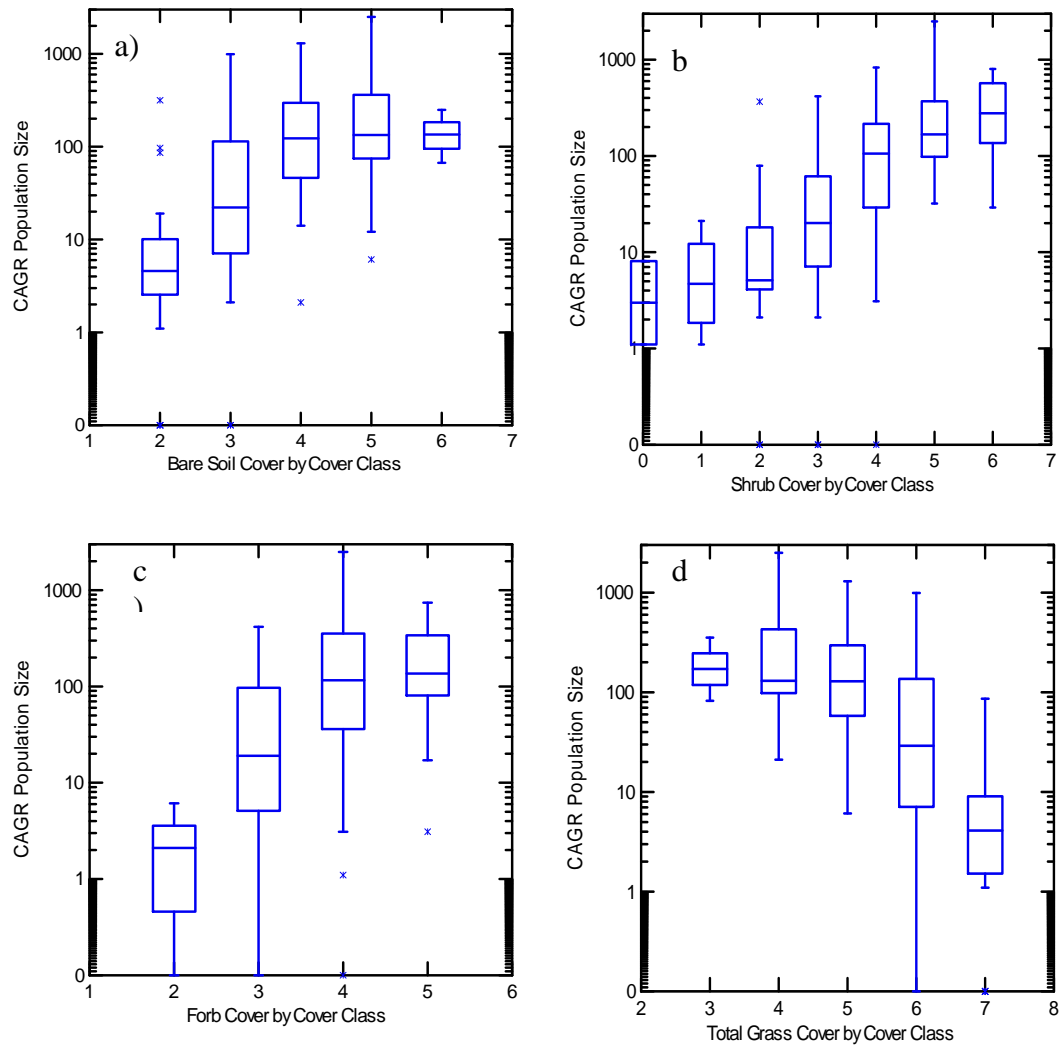 a)
CAGR Population Size
1000
100
10
1
0
1 2 3 4 5 6 7
Bare Soil Cover by Cover Class
b
CAGR Population Size
1000
100
10
1
0
0 1 2 3 4 5 6 7
Shrub Cover by Cover Class
c
)
CAGR Population Size
1000
100
10
1
0
1 2 3 4 5 6
Forb Cover by Cover Class
d
CAGR Population Size
1000
100
10
1
0
2 3 4 5 6 7 8
Total Grass Cover by Cover Class